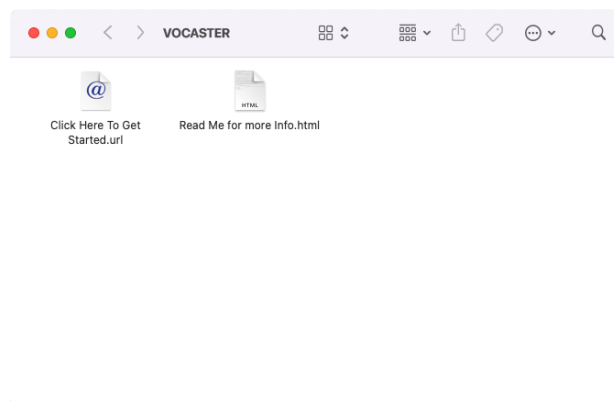 VOCASTER
@
HTML
Click Here To Get
Started.url
Read Me for more Info.html